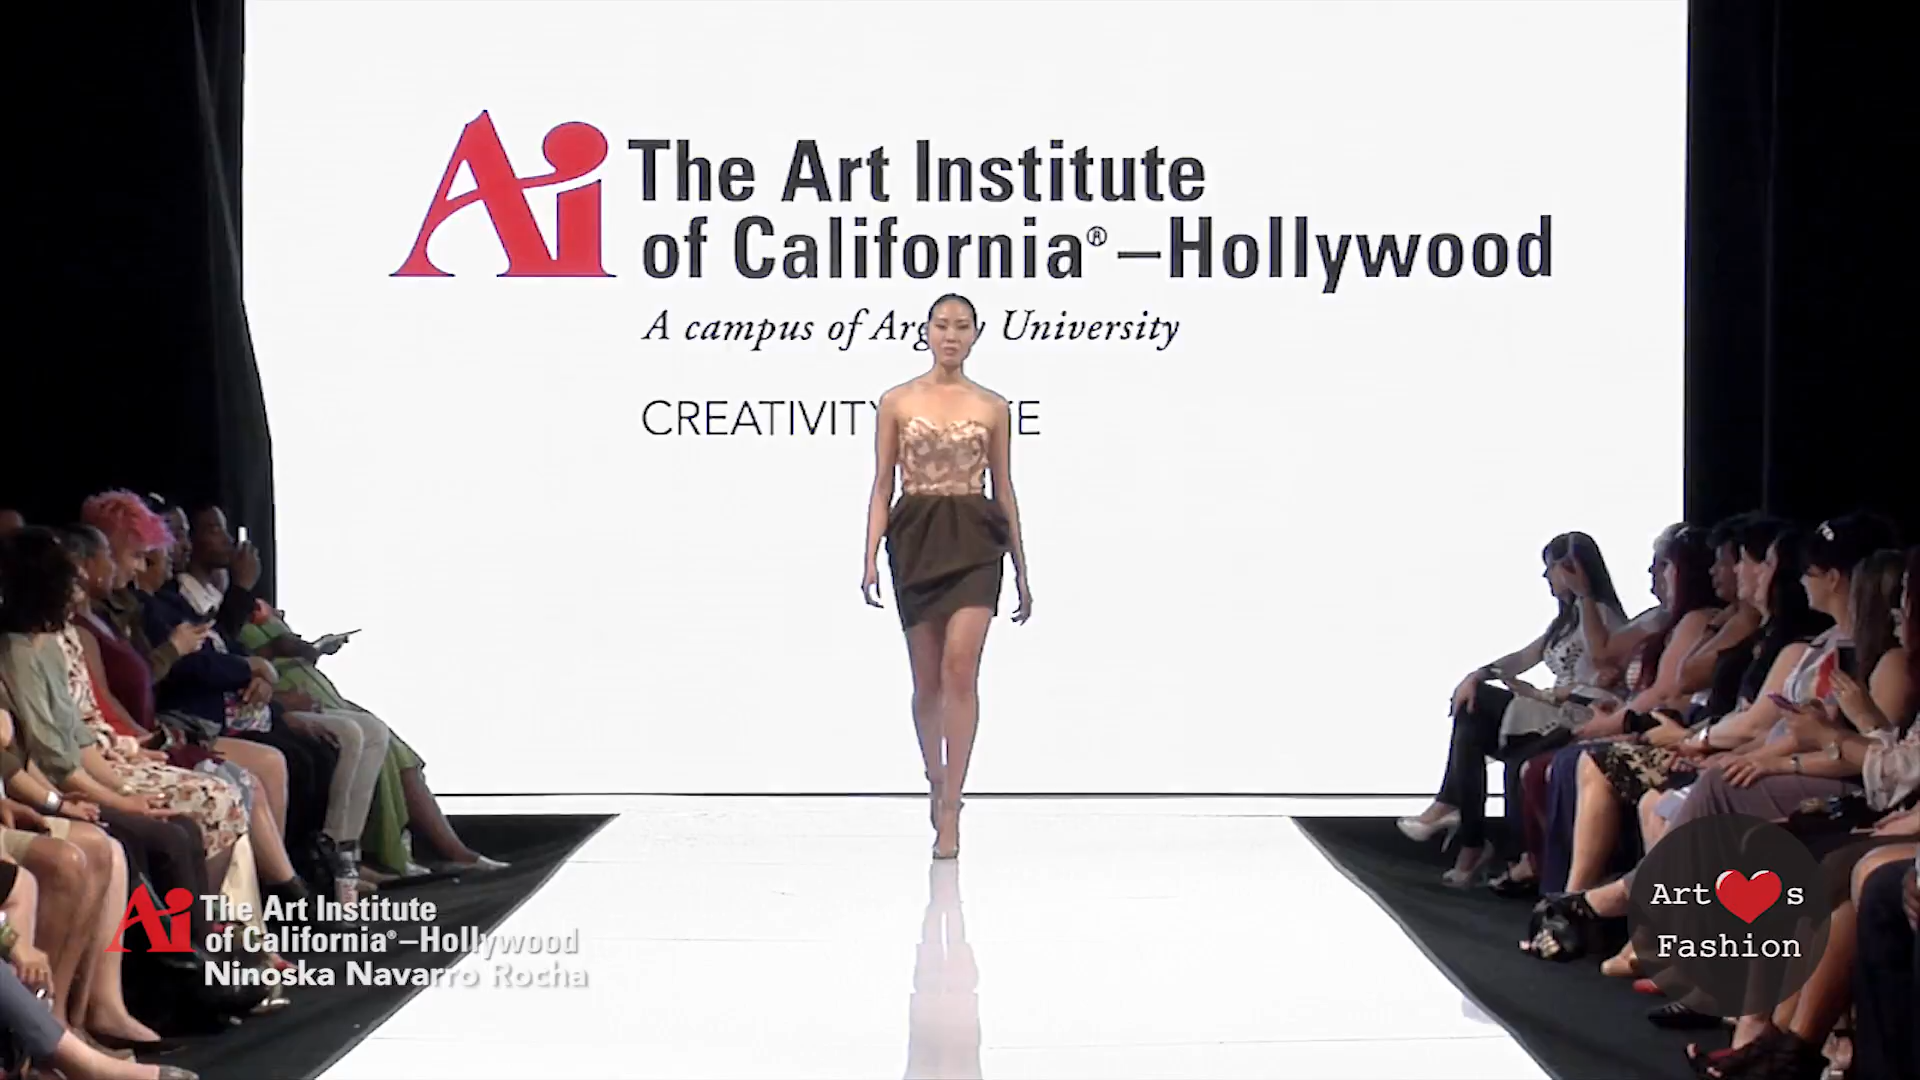 Ai The Art Institute
of California®–Hollywood
A campus of Arg y University
CREATIVITY E
Ai The Art Institute
of California®–Hollywood
Ninoska Navarro Rocha
Art ❤ s
Fashion